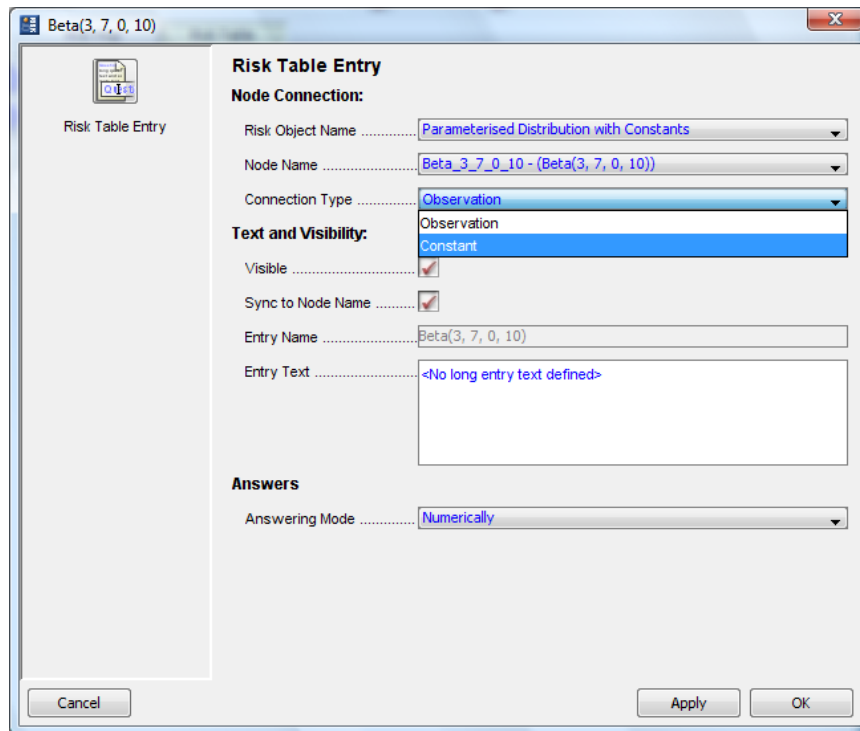 Beta(3, 7, 0, 10)
Risk Table Entry
Risk Table Entry
Node Connection:
Risk Object Name ............. Parameterised Distribution with Constants
Node Name ...................... Beta_3_7_0_10 - (Beta(3, 7, 0, 10))
Connection Type .............. Observation
Observation
Constant
Text and Visibility:
Visible ............................
Sync to Node Name .........
Entry Name ...................... Beta(3, 7, 0, 10)
Entry Text ........................ <No long entry text defined>
Answers
Answering Mode ............. Numerically
Cancel
Apply
OK